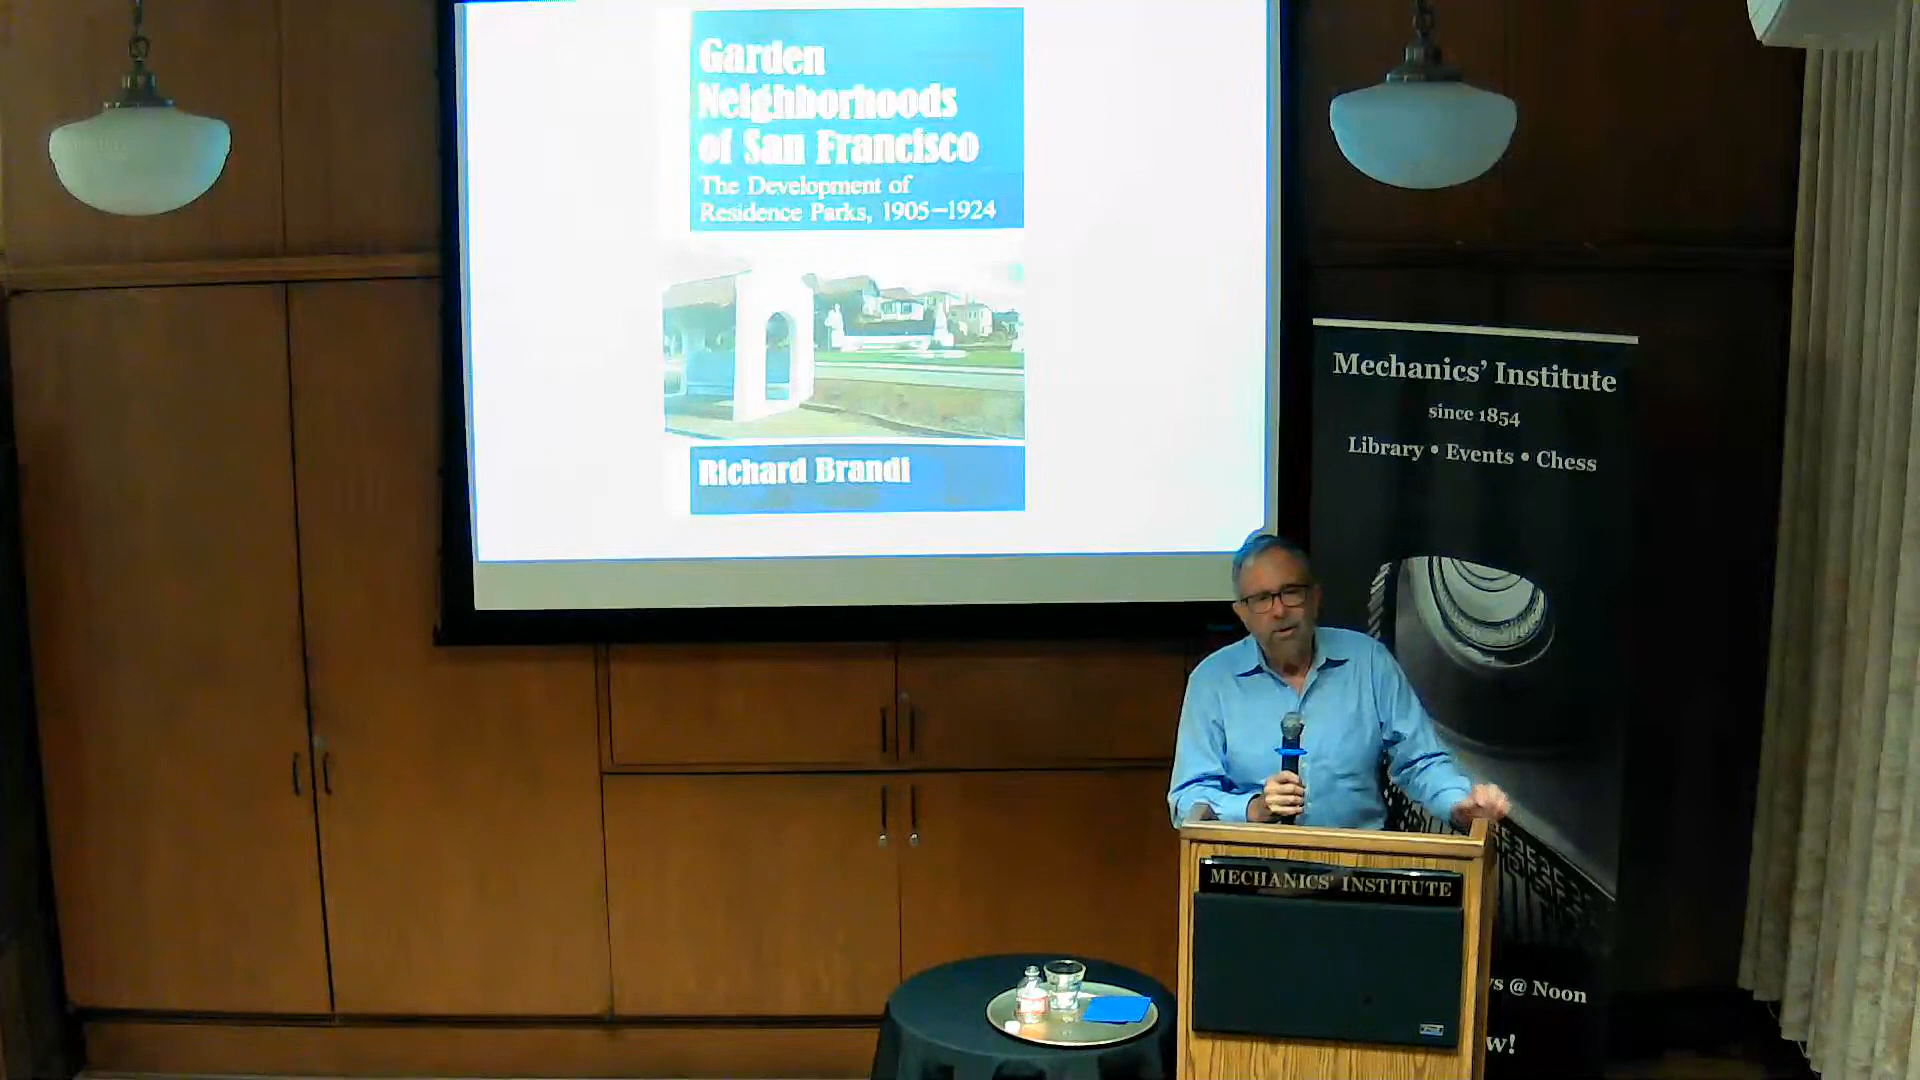 Garden
Neighborhoods
of San Francisco
The Development of
Residence Parks, 1905–1924
Richard Brandi
Mechanics' Institute
since 1854
Library • Events • Chess
MECHANICS' INSTITUTE
@ Noon